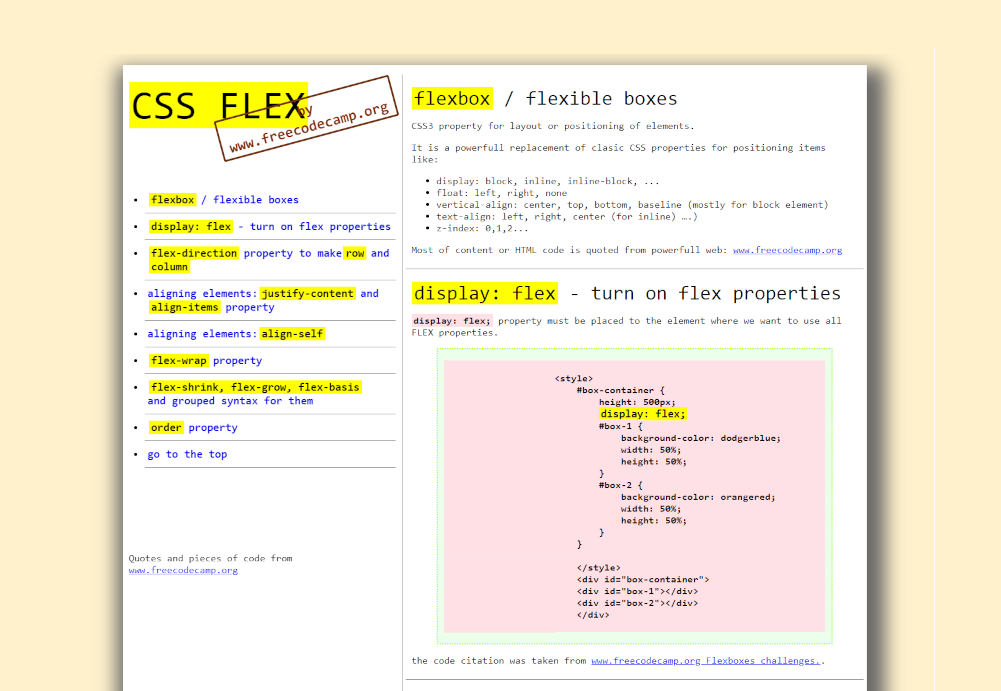 CSS FLEX
by
www.freecodecamp.org
flexbox / flexible boxes
display: flex - turn on flex properties
flex-direction property to make row and
column
aligning elements: justify-content and
align-items property
aligning elements: align-self
flex-wrap property
flex-shrink, flex-grow, flex-basis
and grouped syntax for them
order property
go to the top
Quotes and pieces of code from
www.freecodecamp.org
flexbox / flexible boxes
CSS3 property for layout or positioning of elements.
It is a powerfull replacement of clasic CSS properties for positioning items
like:
display: block, inline, inline-block, ...
float: left, right, none
vertical-align: center, top, bottom, baseline (mostly for block element)
text-align: left, right, center (for inline) ….)
z-index: 0,1,2...
Most of content or HTML code is quoted from powerfull web: www.freecodecamp.org
display: flex - turn on flex properties
display: flex; property must be placed to the element where we want to use all
FLEX properties.
<style>
#box-container {
height: 500px;
display: flex;
#box-1 {
background-color: dodgerblue;
width: 50%;
height: 50%;
}
#box-2 {
background-color: orangered;
width: 50%;
height: 50%;
}
}
</style>
<div id="box-container">
<div id="box-1"></div>
<div id="box-2"></div>
</div>
the code citation was taken from www.freecodecamp.org Flexboxes challenges..